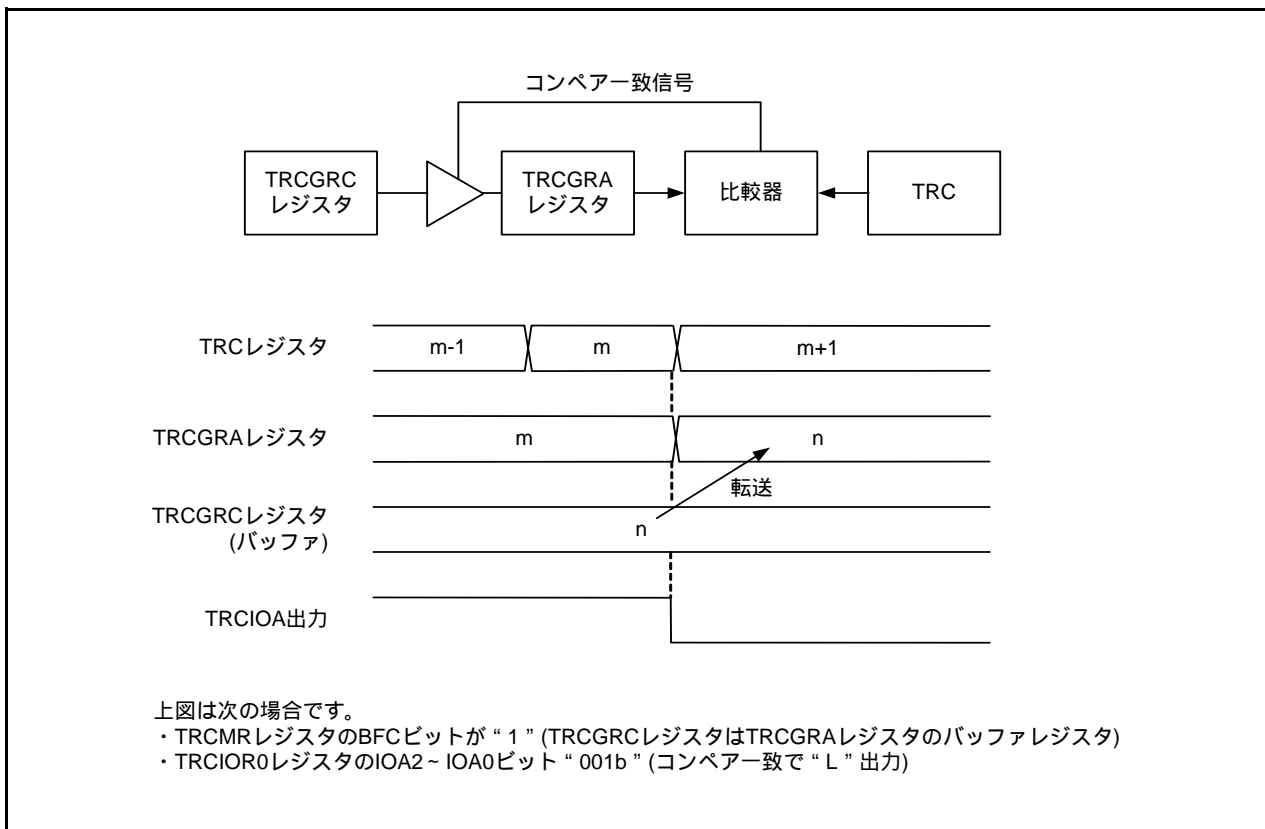 コンペアー致信号
TRCGRC
レジスタ
TRCGRA
レジスタ
比較器
TRC
TRCレジスタ
m-1
m
m+1
TRCGRAレジスタ
m
n
転送
TRCGRCレジスタ
(バッファ)
n
TRCIOA出力
上図は次の場合です。
・TRCMRレジスタのBFCビットが“1”(TRCGRCレジスタはTRCGRAレジスタのバッファレジスタ)
・TRCIOR0レジスタのIOA2~IOA0ビット“001b”(コンペア一致で“L”出力)